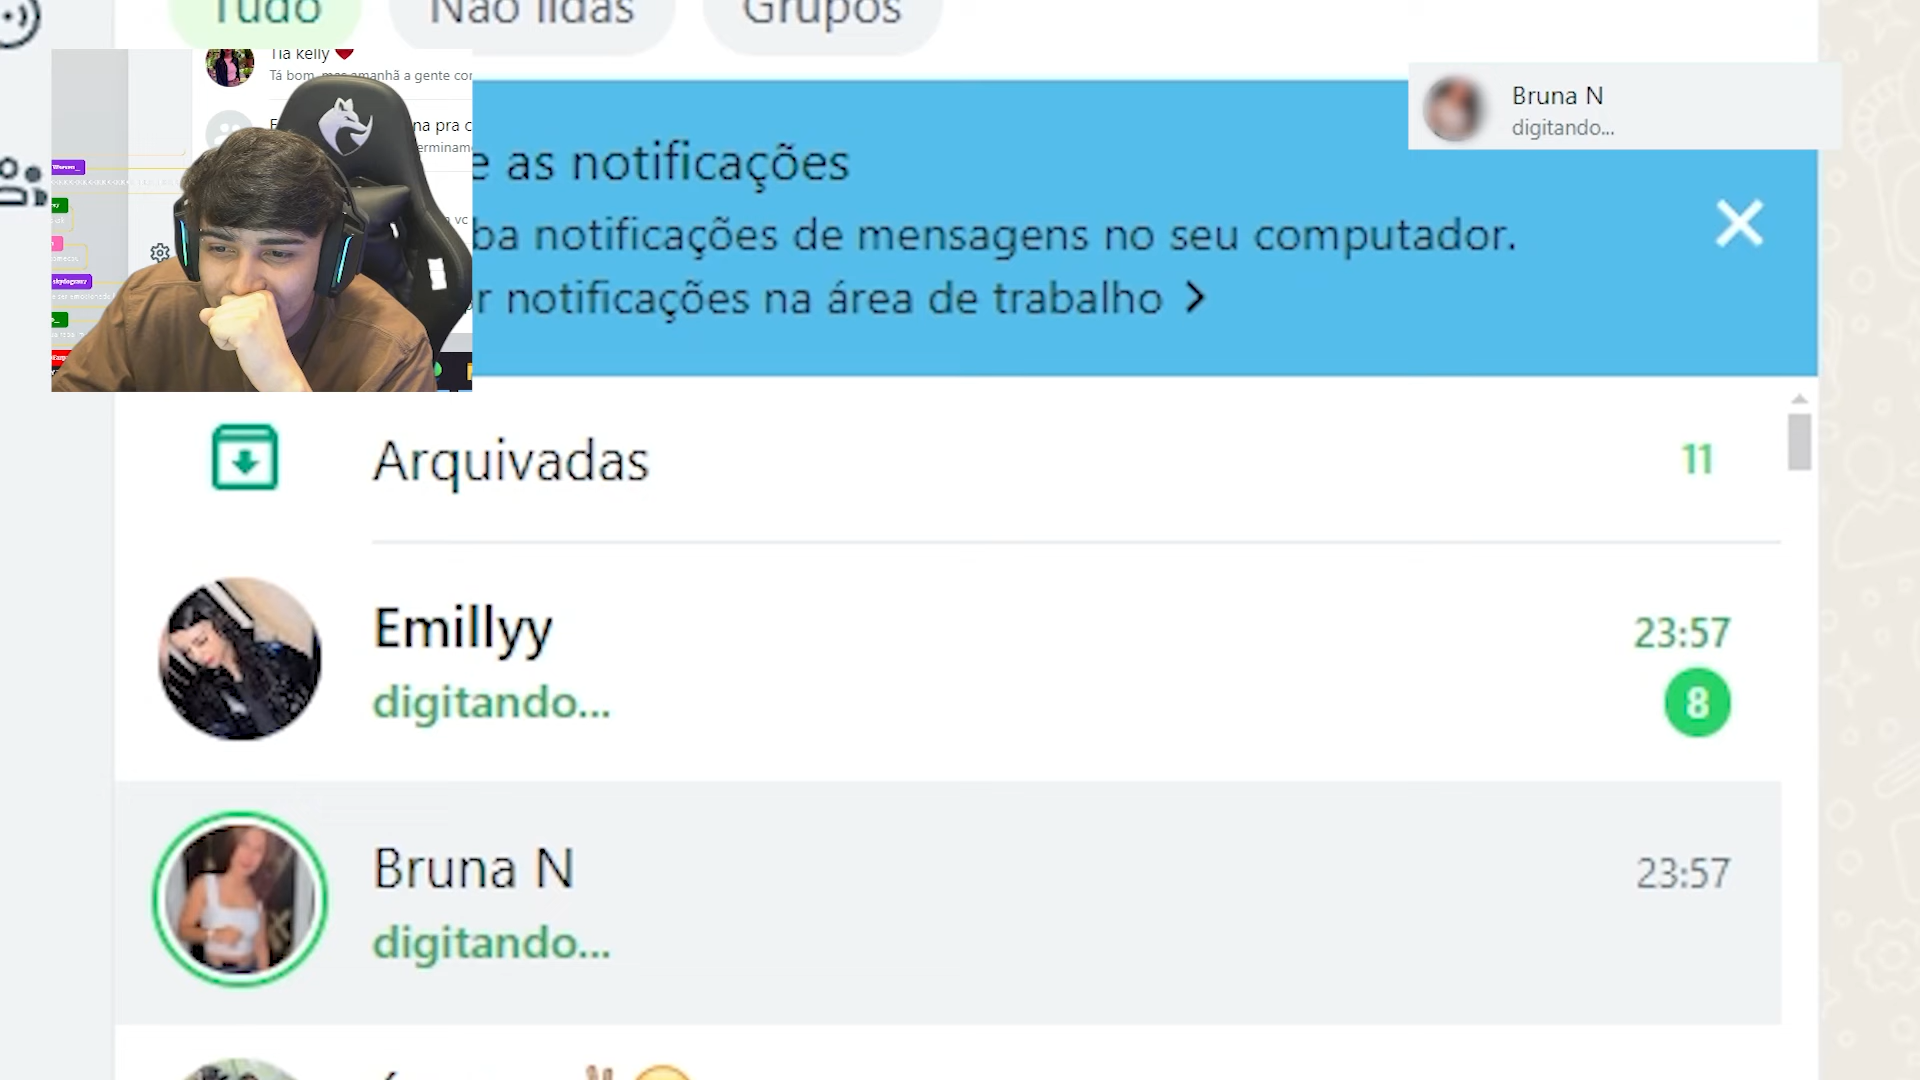 Tudo
Não lidas
Grupos
Tia kelly
Tá bom, mas amanhã a gente
na pra c
vc
Bruna N
digitando...
e as notificações
ba notificações de mensagens no seu computador.
r notificações na área de trabalho
Arquivadas
11
Emillyy
23:57
digitando...
8
Bruna N
23:57
digitando...